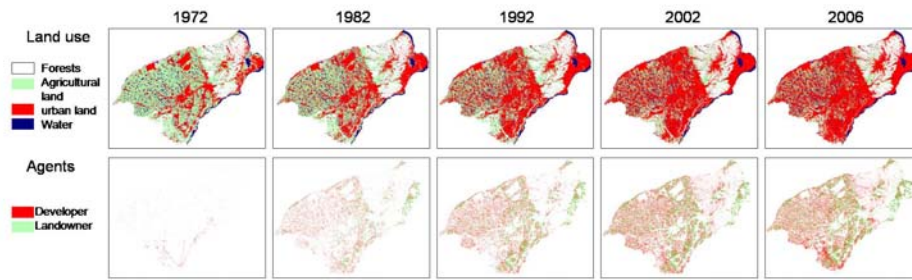 1972 1982 1992 2002 2006
Land use
Forests
Agricultural
land
urban land
Water
Agents
Developer
Landowner